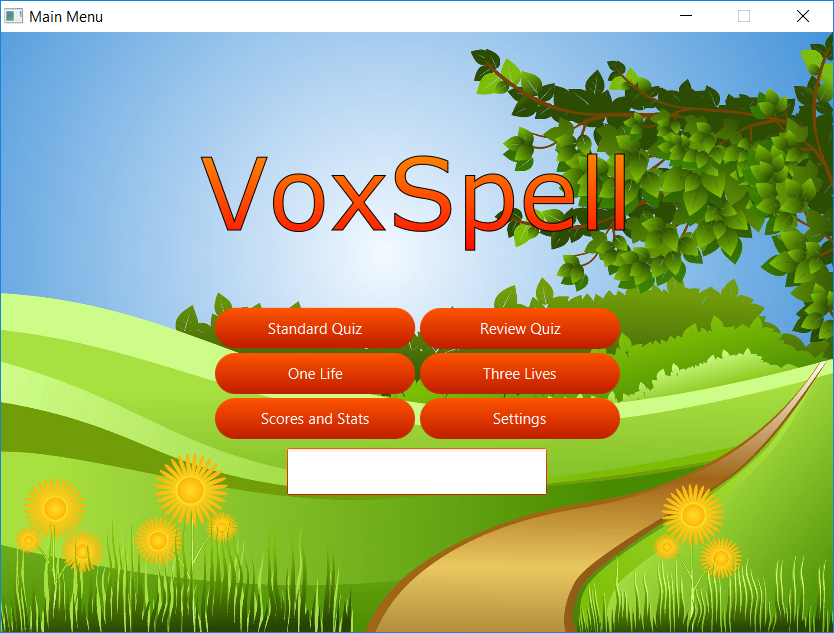 Main Menu
VoxSpell
Standard Quiz
Review Quiz
One Life
Three Lives
Scores and Stats
Settings